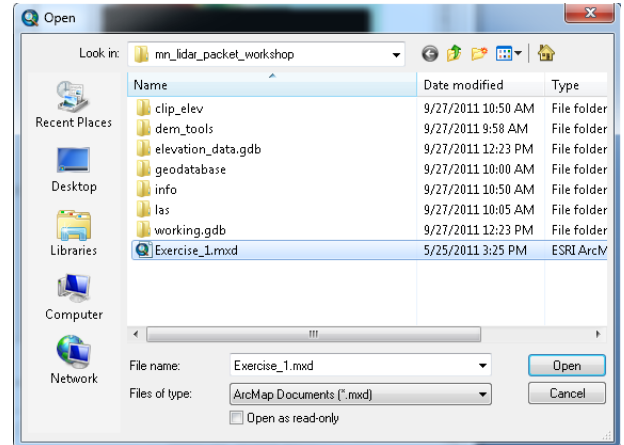 Open
Look in: mn_lidar_packet_workshop
Name Date modified Type
clip_elev 9/27/2011 10:50 AM File folder
dem_tools 9/27/2011 9:58 AM File folder
elevation_data.gdb 9/27/2011 12:23 PM File folder
geodatabase 9/27/2011 10:00 AM File folder
info 9/27/2011 10:50 AM File folder
las 9/27/2011 10:05 AM File folder
working.gdb 9/27/2011 12:23 PM File folder
Exercise_1.mxd 5/25/2011 3:25 PM ESRI ArcM
Recent Places
Desktop
Libraries
Computer
Network
File name: Exercise_1.mxd Open
Files of type: ArcMap Documents (*.mxd) Cancel
Open as read-only